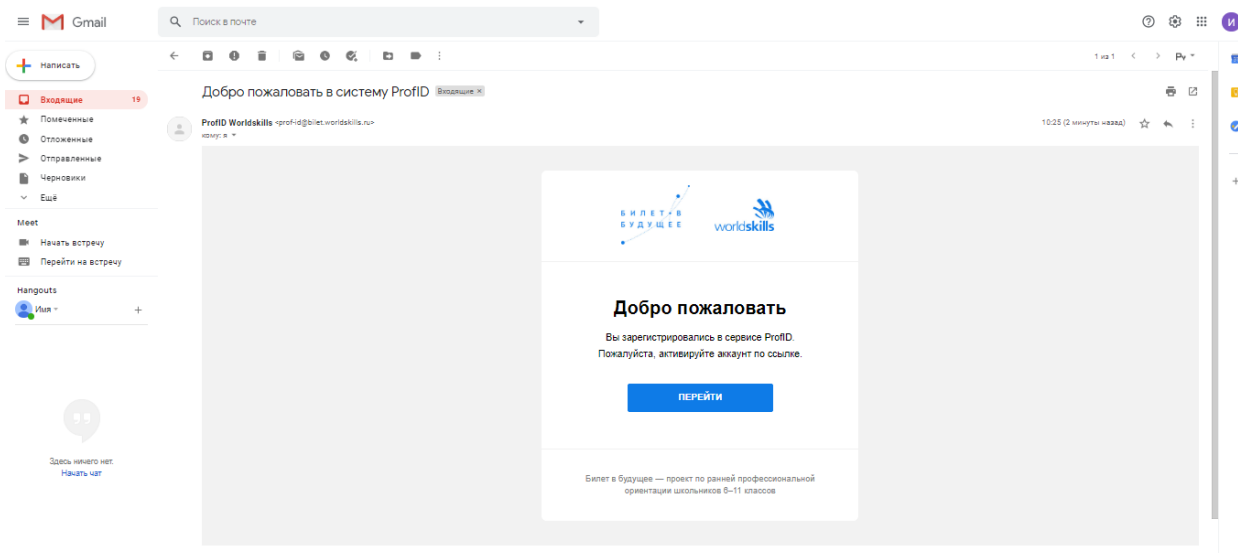 Gmail
Поиск в почте
И
Написать
1 из 1
Ру
Входящие 19
Добро пожаловать в систему ProfID Входящие ×
Помеченные
ProfID Worldskills <prof-id@bilet.worldskills.ru>
10:25 (2 минуты назад)
кому: я
Отложенные
Отправленные
Черновики
Ещё
Meet
Начать встречу
Перейти на встречу
Hangouts
Имя
БИЛЕТ В
БУДУЩЕЕ
worldskills
Добро пожаловать
Вы зарегистрировались в сервисе ProfID.
Пожалуйста, активируйте аккаунт по ссылке.
ПЕРЕЙТИ
Здесь ничего нет.
Начать чат
Билет в будущее — проект по ранней профессиональной
ориентации школьников 6–11 классов